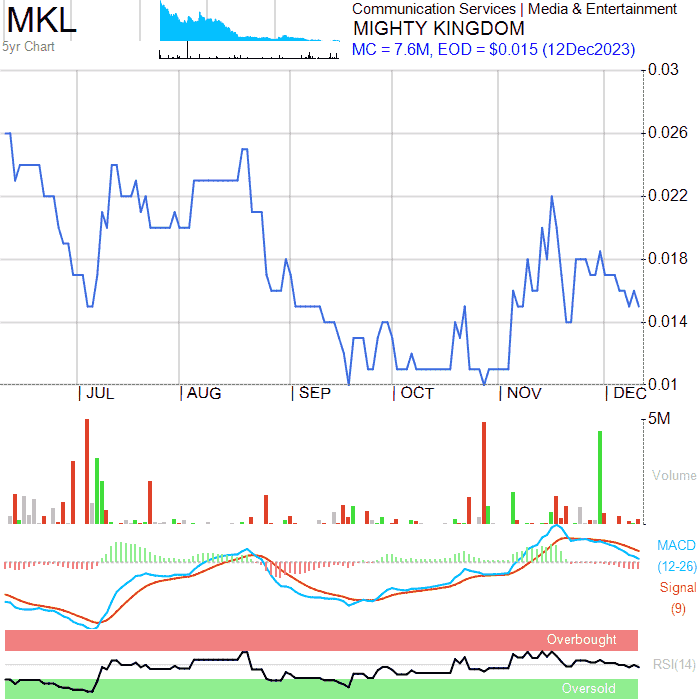 MKL
5yr Chart
Communication Services | Media & Entertainment
MIGHTY KINGDOM
MC = 7.6M, EOD = $0.015 (12Dec2023)
0.03
0.026
0.022
0.018
0.014
0.01
| JUL | AUG | SEP | OCT | NOV | DEC
5M
Volume
MACD
(12-26)
Signal
(9)
Overbought
RSI(14)
Oversold